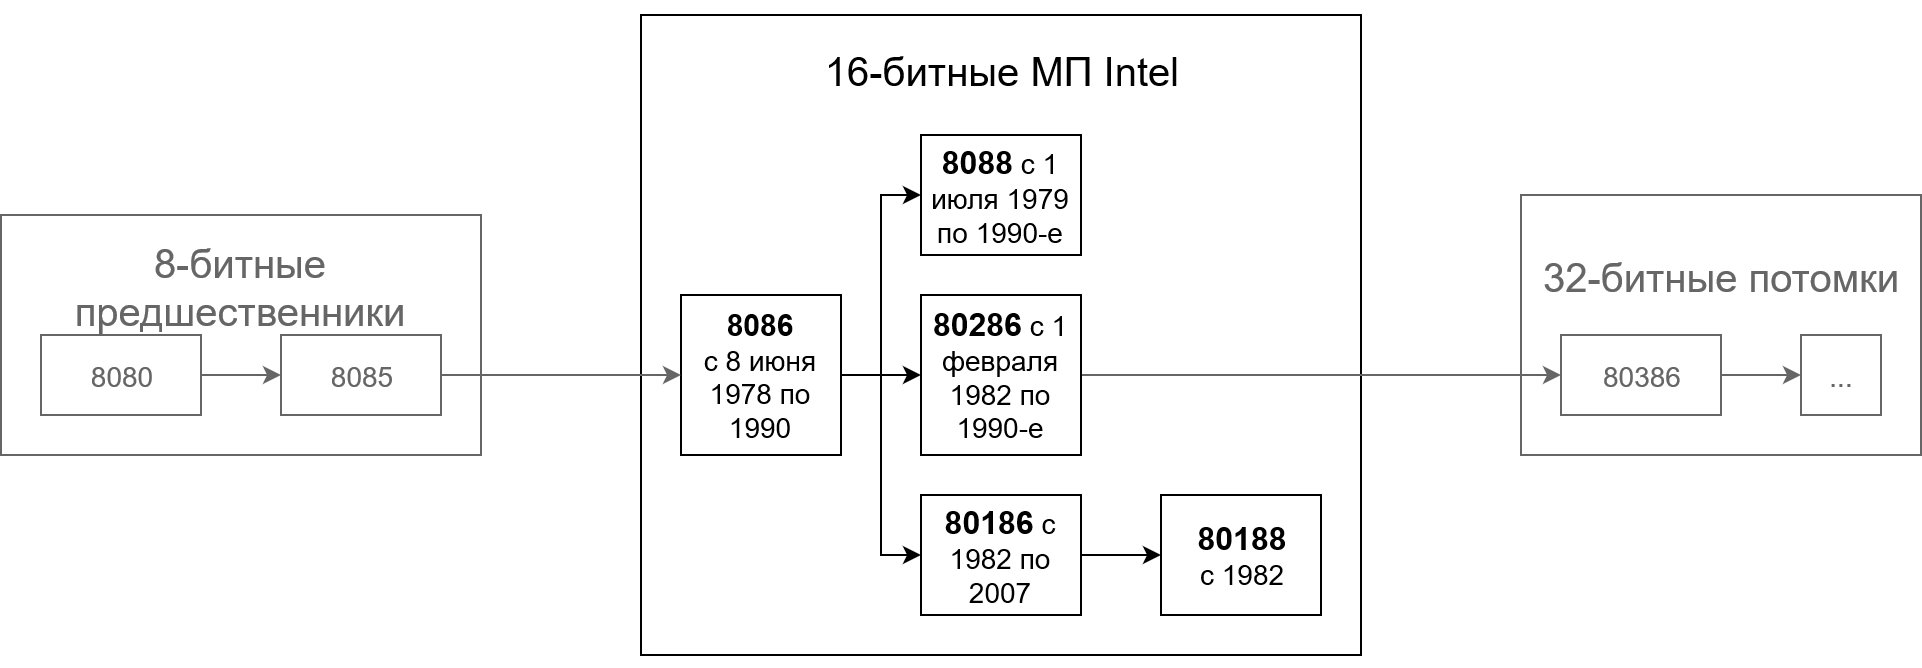 8-битные
предшественники
8080
8085
16-битные МП Intel
8086
с 8 июня
1978 по
1990
8088 с 1
июля 1979
по 1990-е
80286 с 1
февраля
1982 по
1990-е
80186 с
1982 по
2007
80188
с 1982
32-битные потомки
80386
...